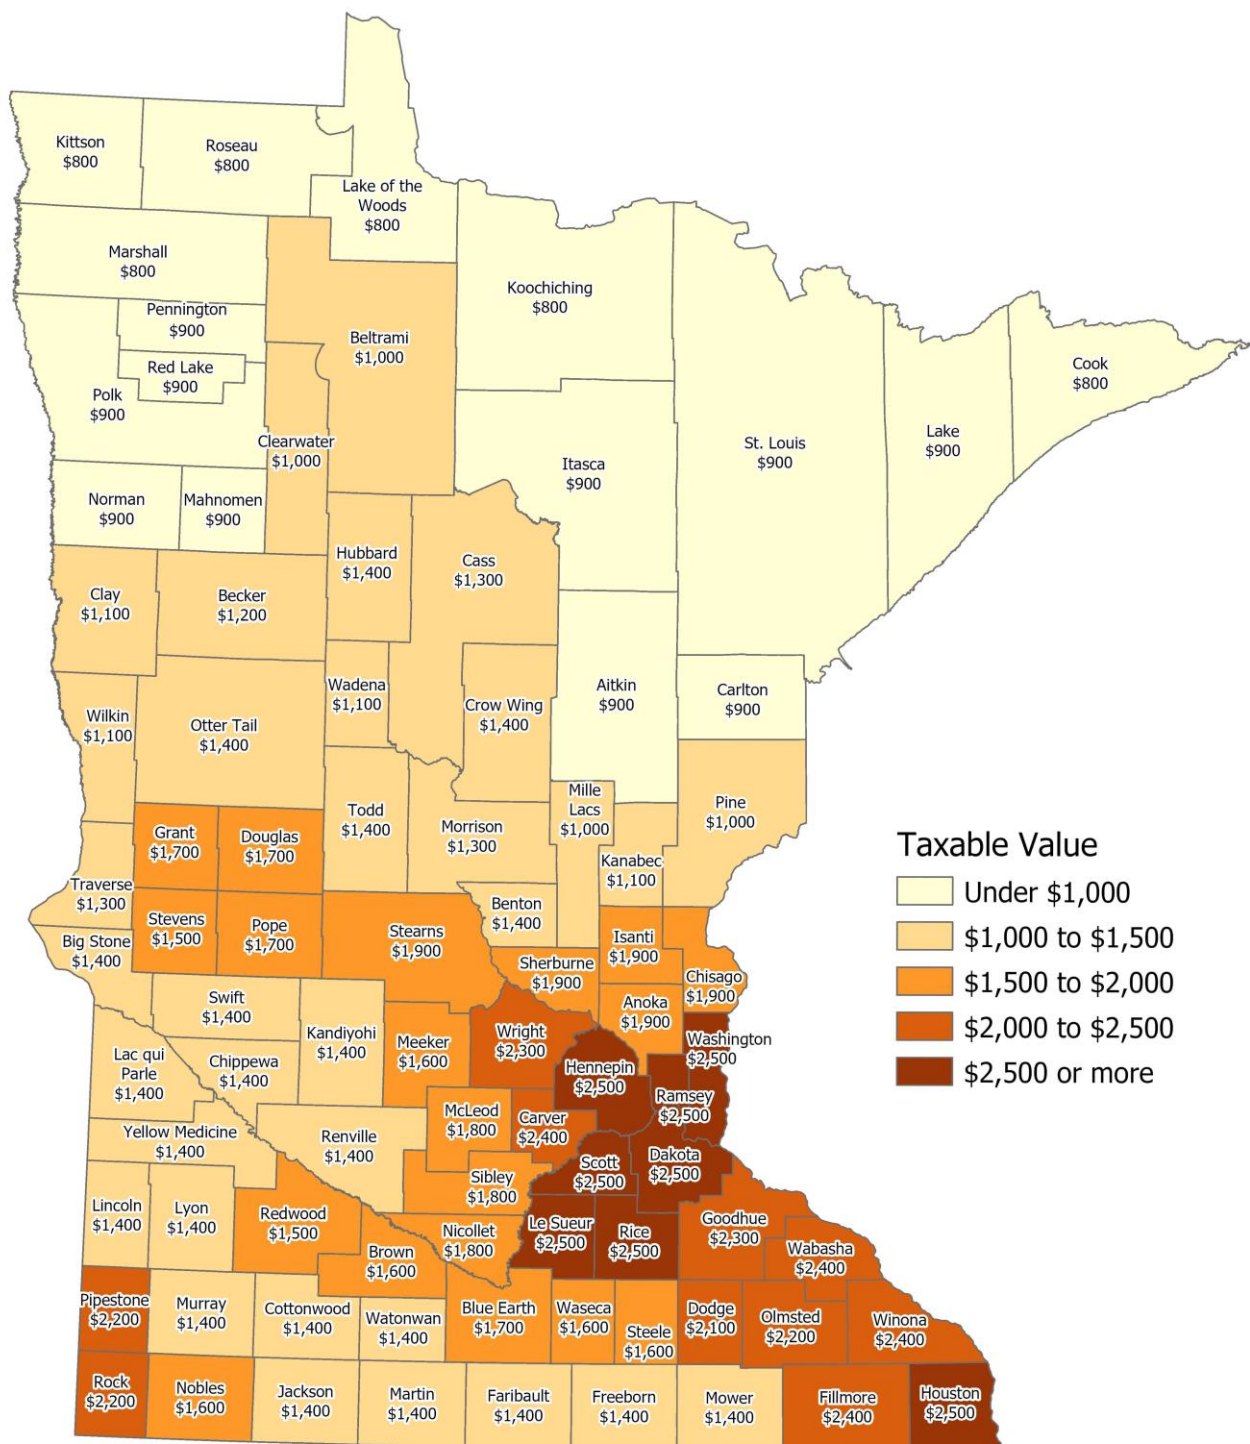 Kittson
$800
Roseau
$800
Lake of the
Woods
$800
Marshall
$800
Koochiching
$800
Pennington
$900
Beltrami
$1,000
Red Lake
$900
Cook
$800
Polk
$900
Clearwater
$1,000
St. Louis
$900
Lake
$900
Itasca
$900
Norman
$900
Mahnomen
$900
Hubbard
$1,400
Cass
$1,300
Clay
$1,100
Becker
$1,200
Wadena
$1,100
Aitkin
$900
Carlton
$900
Crow Wing
$1,400
Wilkin
$1,100
Otter Tail
$1,400
Mille
Lacs
$1,000
Pine
$1,000
Todd
$1,400
Morrison
$1,300
Grant
$1,700
Douglas
$1,700
Kanabec
$1,100
Traverse
$1,300
Benton
$1,400
Stevens
$1,500
Pope
$1,700
Stearns
$1,900
Isanti
$1,900
Big Stone
$1,400
Sherburne
$1,900
Chisago
$1,900
Swift
$1,400
Anoka
$1,900
Kandiyohi
$1,400
Meeker
$1,600
Wright
$2,300
Washington
$2,500
Lac qui
Parle
$1,400
Chippewa
$1,400
Hennepin
$2,500
Ramsey
$2,500
McLeod
$1,800
Carver
$2,400
Yellow Medicine
$1,400
Renville
$1,400
Dakota
$2,500
Scott
$2,500
Sibley
$1,800
Lincoln
$1,400
Lyon
$1,400
Redwood
$1,500
Nicollet
$1,800
Le Sueur
$2,500
Rice
$2,500
Goodhue
$2,300
Wabasha
$2,400
Brown
$1,600
Pipestone
$2,200
Murray
$1,400
Cottonwood
$1,400
Watonwan
$1,400
Blue Earth
$1,700
Waseca
$1,600
Steele
$1,600
Dodge
$2,100
Olmsted
$2,200
Winona
$2,400
Rock
$2,200
Nobles
$1,600
Jackson
$1,400
Martin
$1,400
Faribault
$1,400
Freeborn
$1,400
Mower
$1,400
Fillmore
$2,400
Houston
$2,500
Taxable Value
Under $1,000
$1,000 to $1,500
$1,500 to $2,000
$2,000 to $2,500
$2,500 or more